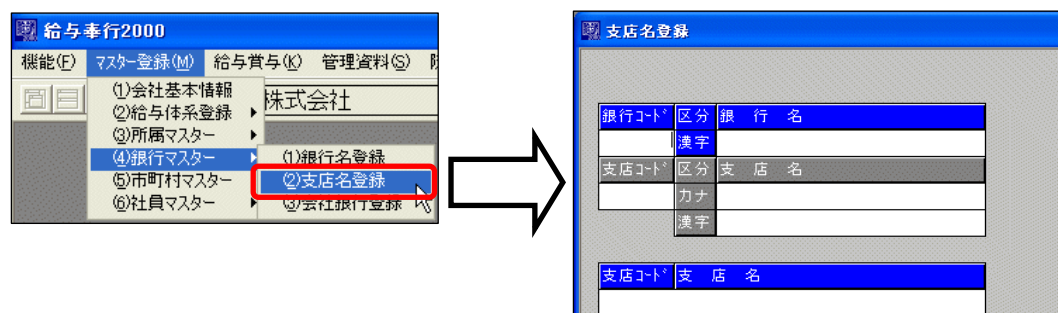 給与奉行2000
機能(F) マスター登録(M) 給与賞与(K) 管理資料(S)
(1)会社基本情報
株式会社
(2)給与体系登録
(3)所属マスター
(4)銀行マスター
(1)銀行名登録
(5)市町村マスター
(2)支店名登録
(6)社員マスター
(3)会社銀行登録
支店名登録
銀行コード 区分 銀 行 名
漢字
支店コード 区分 支 店 名
カナ
漢字
支店コード 支 店 名